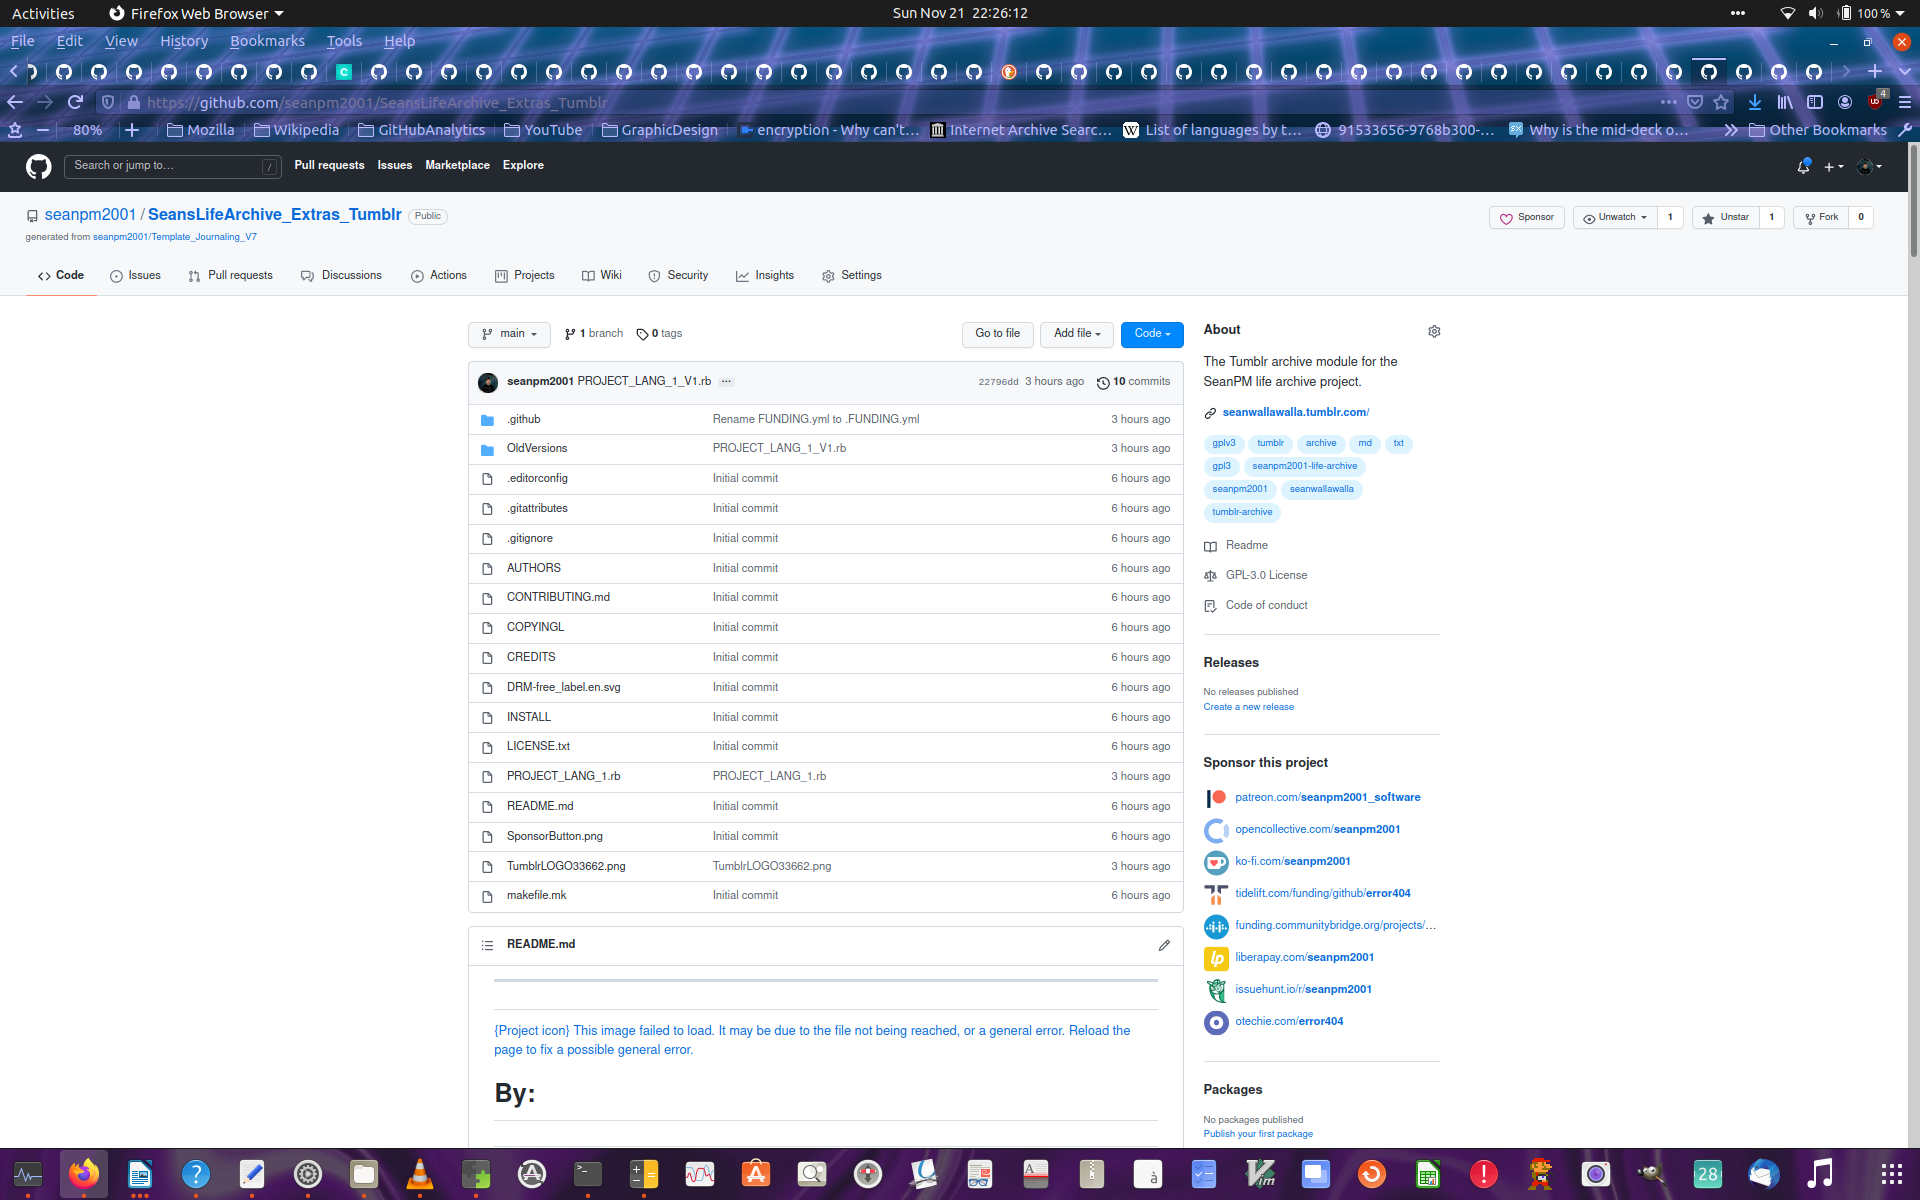 Activities Firefox Web Browser Sun Nov 21 22:26:12 100 %
File Edit View History Bookmarks Tools Help
https://github.com/seanpm2001/SeansLifeArchive_Extras_Tumblr 4
80% Mozilla Wikipedia GitHubAnalytics YouTube GraphicDesign encryption - Why can't… Internet Archive Searc… List of languages by t… 91533656-9768b300-… Why is the mid-deck o… Other Bookmarks
Search or jump to… / Pull requests Issues Marketplace Explore
seanpm2001 / SeansLifeArchive_Extras_Tumblr Public Sponsor Unwatch 1 Unstar 1 Fork 0
generated from seanpm2001/Template_Journaling_V7
Code Issues Pull requests Discussions Actions Projects Wiki Security Insights Settings
main 1 branch 0 tags Go to file Add file Code
seanpm2001 PROJECT_LANG_1_V1.rb 22796dd 3 hours ago 10 commits
.github Rename FUNDING.yml to .FUNDING.yml 3 hours ago
OldVersions PROJECT_LANG_1_V1.rb 3 hours ago
.editorconfig Initial commit 6 hours ago
.gitattributes Initial commit 6 hours ago
.gitignore Initial commit 6 hours ago
AUTHORS Initial commit 6 hours ago
CONTRIBUTING.md Initial commit 6 hours ago
COPYINGL Initial commit 6 hours ago
CREDITS Initial commit 6 hours ago
DRM-free_label.en.svg Initial commit 6 hours ago
INSTALL Initial commit 6 hours ago
LICENSE.txt Initial commit 6 hours ago
PROJECT_LANG_1.rb PROJECT_LANG_1.rb 3 hours ago
README.md Initial commit 6 hours ago
SponsorButton.png Initial commit 6 hours ago
TumblrLOGO33662.png TumblrLOGO33662.png 3 hours ago
makefile.mk Initial commit 6 hours ago
README.md
{Project icon} This image failed to load. It may be due to the file not being reached, or a general error. Reload the
page to fix a possible general error.
By:
About
The Tumblr archive module for the
SeanPM life archive project.
seanwallawalla.tumblr.com/
gplv3 tumblr archive md txt
gpl3 seanpm2001-life-archive
seanpm2001 seanwallawalla
tumblr-archive
Readme
GPL-3.0 License
Code of conduct
Releases
No releases published
Create a new release
Sponsor this project
patreon.com/seanpm2001_software
opencollective.com/seanpm2001
ko-fi.com/seanpm2001
tidelift.com/funding/github/error404
funding.communitybridge.org/projects/…
liberapay.com/seanpm2001
issuehunt.io/r/seanpm2001
otechie.com/error404
Packages
No packages published
Publish your first package
28